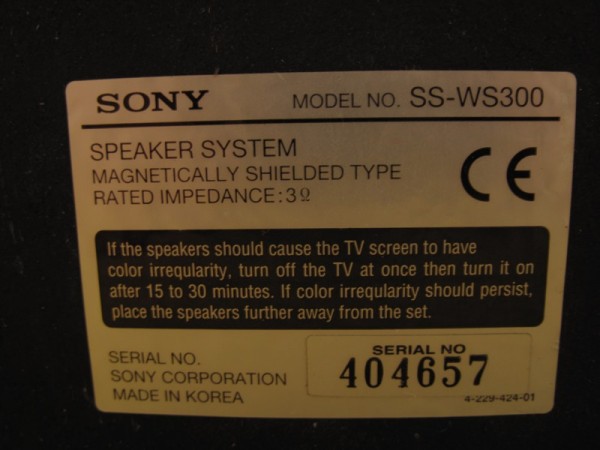 SONY MODEL NO. SS-WS300
SPEAKER SYSTEM
MAGNETICALLY SHIELDED TYPE
RATED IMPEDANCE:3Ω
CE
If the speakers should cause the TV screen to have
color irreqularity, turn off the TV at once then turn it on
after 15 to 30 minutes. If color irreqularity should persist,
place the speakers further away from the set.
SERIAL NO.
SONY CORPORATION
MADE IN KOREA
SERIAL NO
404657
4-229-424-01